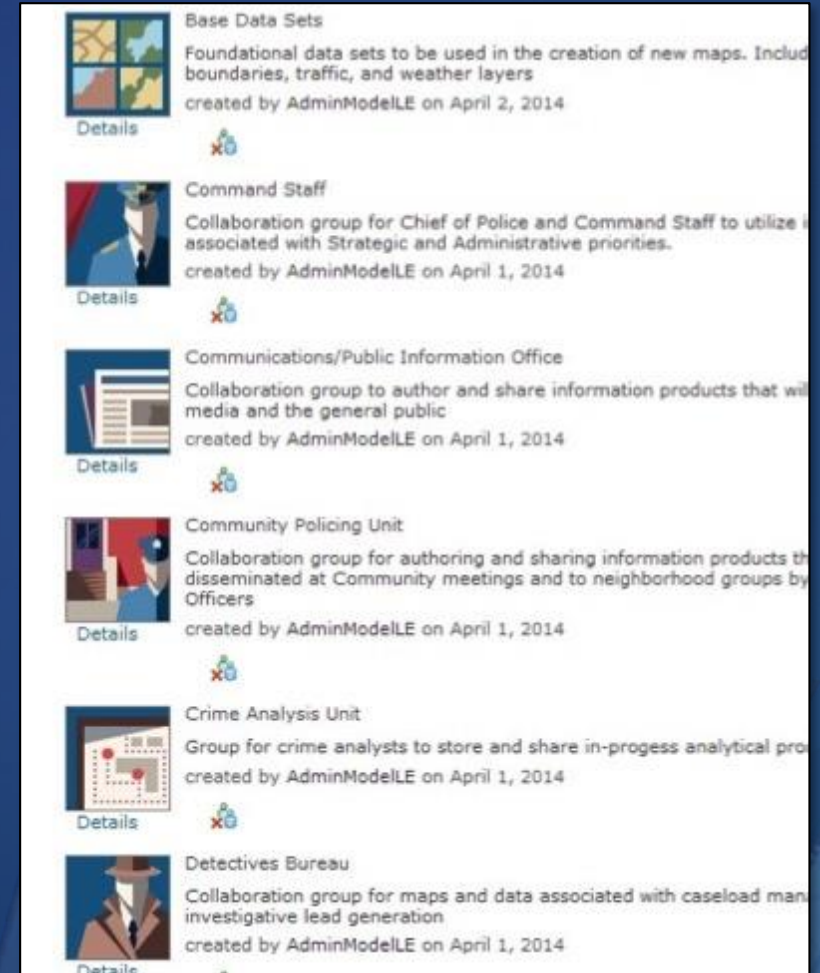 Base Data Sets
Foundational data sets to be used in the creation of new maps. Includ
boundaries, traffic, and weather layers
created by AdminModelLE on April 2, 2014
Details
Command Staff
Collaboration group for Chief of Police and Command Staff to utilize i
associated with Strategic and Administrative priorities.
created by AdminModelLE on April 1, 2014
Details
Communications/Public Information Office
Collaboration group to author and share information products that wil
media and the general public
created by AdminModelLE on April 1, 2014
Details
Community Policing Unit
Collaboration group for authoring and sharing information products th
disseminated at Community meetings and to neighborhood groups by
Officers
created by AdminModelLE on April 1, 2014
Details
Crime Analysis Unit
Group for crime analysts to store and share in-progess analytical pro
created by AdminModelLE on April 1, 2014
Details
Detectives Bureau
Collaboration group for maps and data associated with caseload mana
investigative lead generation
created by AdminModelLE on April 1, 2014
Details